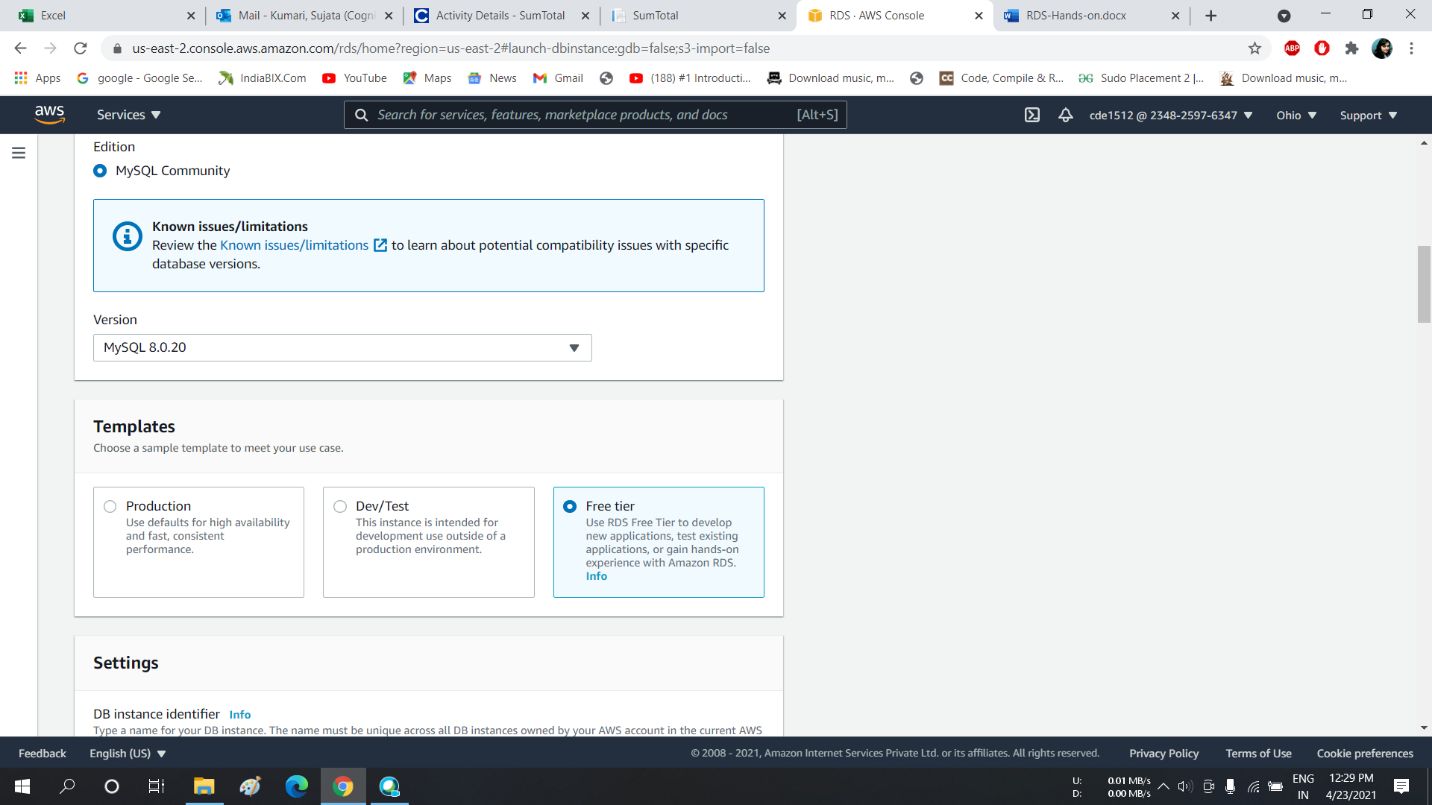 Excel
Mail - Kumari, Sujata (Cogni
Activity Details - SumTotal
SumTotal
RDS · AWS Console
RDS-Hands-on.docx
us-east-2.console.aws.amazon.com/rds/home?region=us-east-2#launch-dbinstance:gdb=false;s3-import=false
ABP
Apps
google - Google Se...
IndiaBIX.Com
YouTube
Maps
News
Gmail
(188) #1 Introducti...
Download music, m...
CC
Code, Compile & R...
Sudo Placement 2 |...
Download music, m...
aws
Services
Search for services, features, marketplace products, and docs
[Alt+S]
cde1512 @ 2348-2597-6347
Ohio
Support
Edition
MySQL Community
Known issues/limitations
Review the Known issues/limitations to learn about potential compatibility issues with specific
database versions.
Version
MySQL 8.0.20
Templates
Choose a sample template to meet your use case.
Production
Use defaults for high availability
and fast, consistent
performance.
Dev/Test
This instance is intended for
development use outside of a
production environment.
Free tier
Use RDS Free Tier to develop
new applications, test existing
applications, or gain hands-on
experience with Amazon RDS.
Info
Settings
DB instance identifier Info
Type a name for your DB instance. The name must be unique across all DB instances owned by your AWS account in the current AWS
Feedback
English (US)
© 2008 - 2021, Amazon Internet Services Private Ltd. or its affiliates. All rights reserved.
Privacy Policy
Terms of Use
Cookie preferences
U: 0.01 MB/s
D: 0.00 MB/s
ENG
IN
12:29 PM
4/23/2021